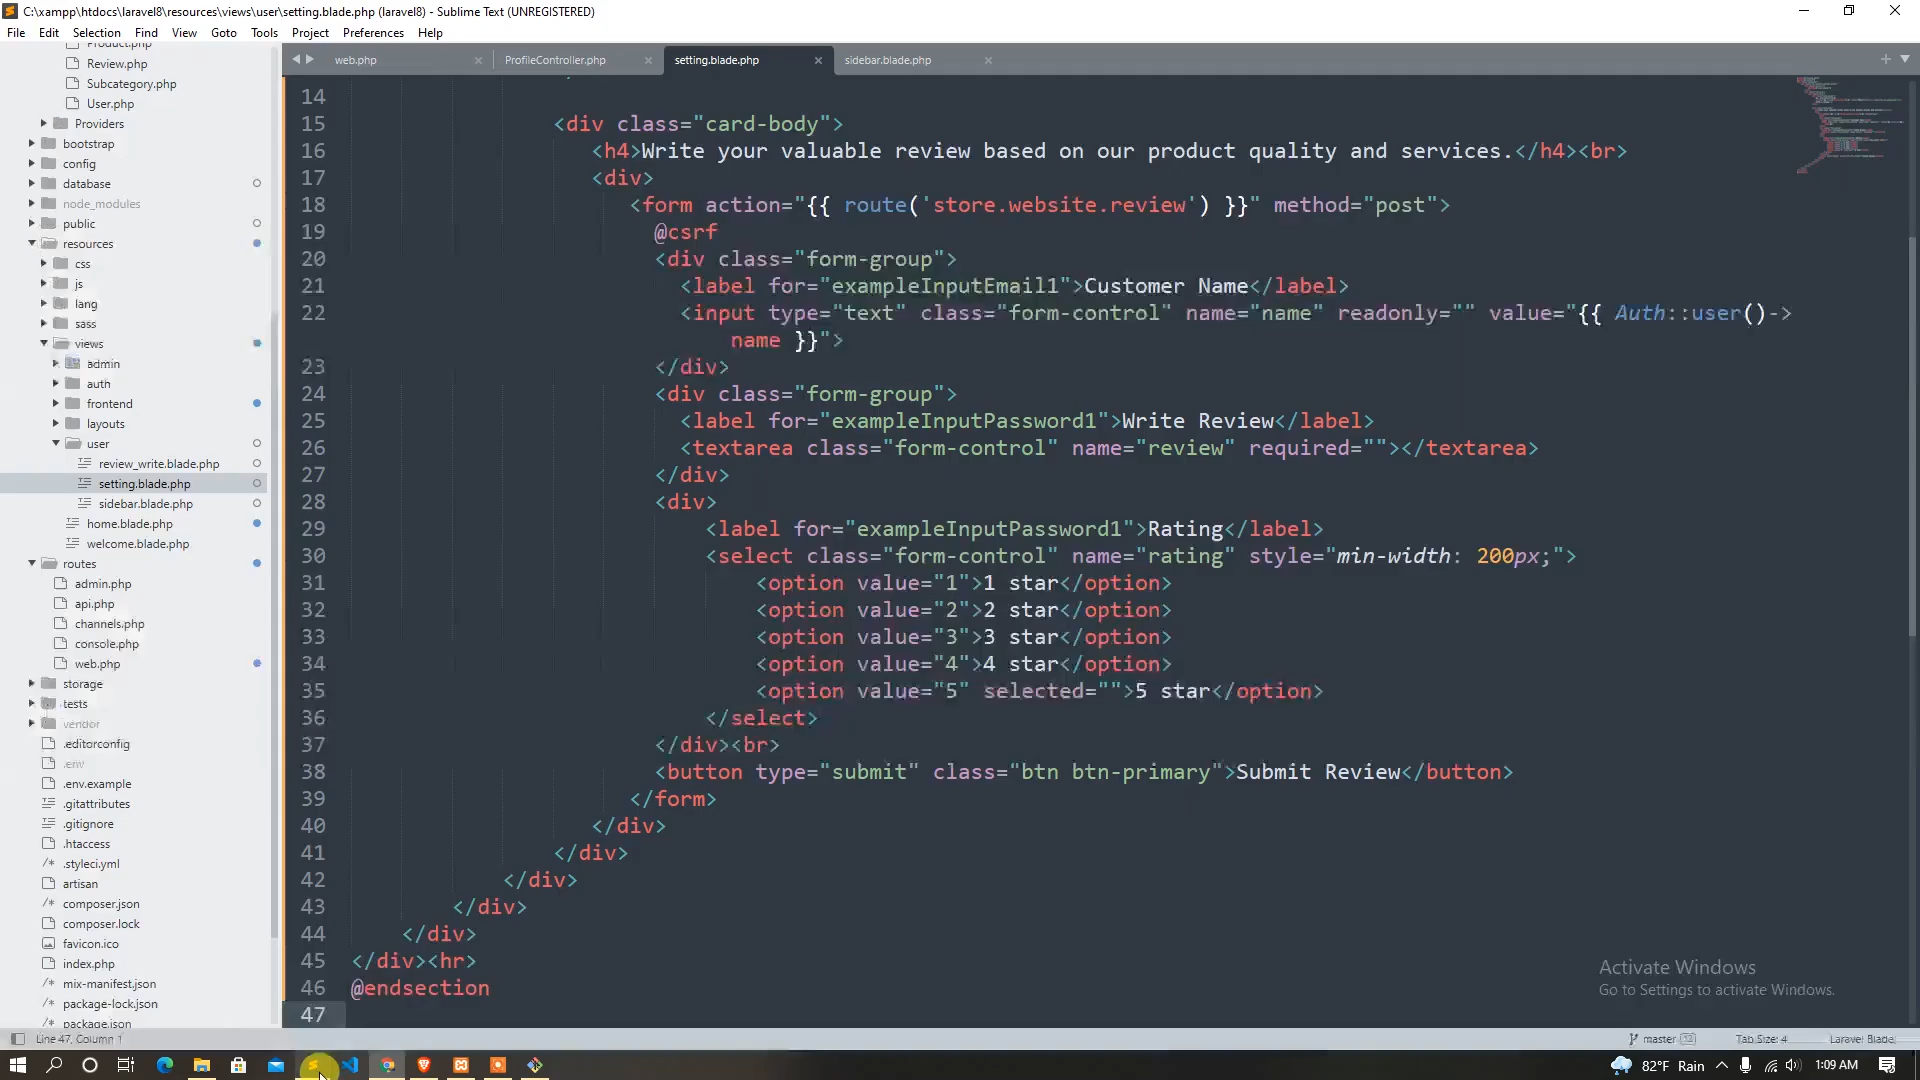 C:\xampp\htdocs\laravel8\resources\views\user\setting.blade.php (laravel8) - Sublime Text (UNREGISTERED)
File Edit Selection Find View Goto Tools Project Preferences Help
Product.php
Review.php
Subcategory.php
User.php
Providers
bootstrap
config
database
node_modules
public
resources
css
js
lang
sass
views
admin
auth
frontend
layouts
user
review_write.blade.php
setting.blade.php
sidebar.blade.php
home.blade.php
welcome.blade.php
routes
admin.php
api.php
channels.php
console.php
web.php
storage
tests
vendor
.editorconfig
.env
.env.example
.gitattributes
.gitignore
.htaccess
.styleci.yml
artisan
composer.json
composer.lock
favicon.ico
index.php
mix-manifest.json
package-lock.json
package.json
web.php ProfileController.php setting.blade.php sidebar.blade.php
14
15 <div class="card-body">
16 <h4>Write your valuable review based on our product quality and services.</h4><br>
17 <div>
18 <form action="{{ route('store.website.review') }}" method="post">
19 @csrf
20 <div class="form-group">
21 <label for="exampleInputEmail1">Customer Name</label>
22 <input type="text" class="form-control" name="name" readonly="" value="{{ Auth::user()->
name }}">
23 </div>
24 <div class="form-group">
25 <label for="exampleInputPassword1">Write Review</label>
26 <textarea class="form-control" name="review" required=""></textarea>
27 </div>
28 <div>
29 <label for="exampleInputPassword1">Rating</label>
30 <select class="form-control" name="rating" style="min-width: 200px;">
31 <option value="1">1 star</option>
32 <option value="2">2 star</option>
33 <option value="3">3 star</option>
34 <option value="4">4 star</option>
35 <option value="5" selected="">5 star</option>
36 </select>
37 </div><br>
38 <button type="submit" class="btn btn-primary">Submit Review</button>
39 </form>
40 </div>
41 </div>
42 </div>
43 </div>
44 </div>
45 </div><hr>
46 @endsection
47
Activate Windows
Go to Settings to activate Windows.
Line 47, Column 1 master 12 Tab Size: 4 Laravel Blade
82°F Rain 1:09 AM